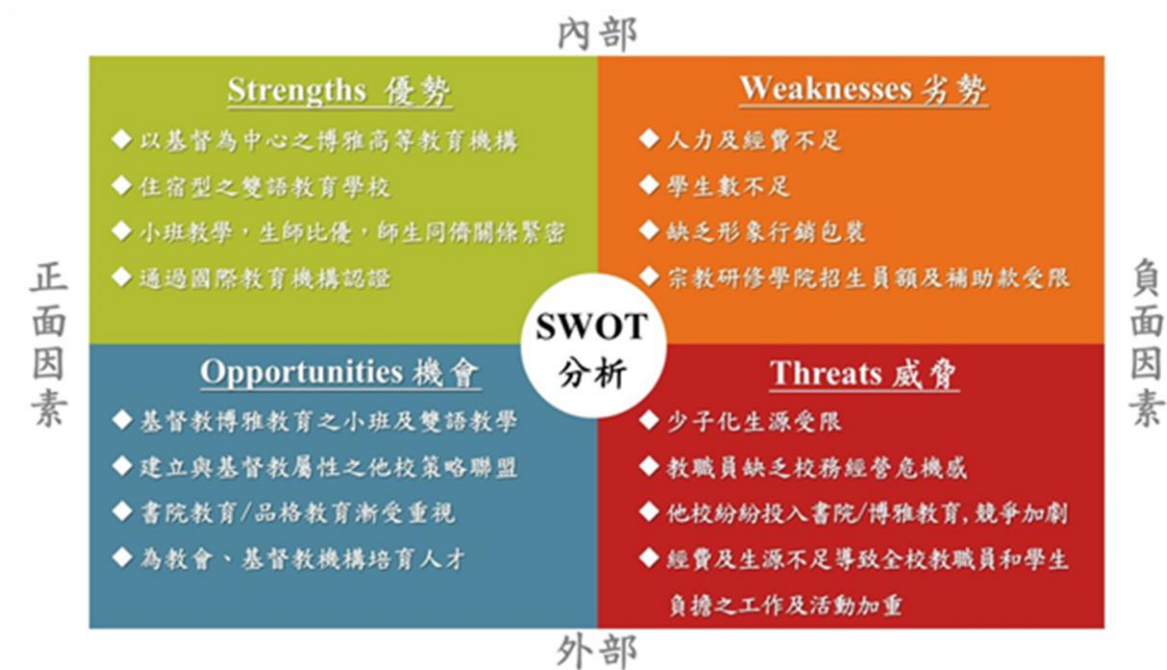 內部
Strengths 優勢
◆ 以基督為中心之博雅高等教育機構
◆ 住宿型之雙語教育學校
◆ 小班教學，生師比優，師生同儕關係緊密
◆ 通過國際教育機構認證
Weaknesses 劣勢
◆ 人力及經費不足
◆ 學生數不足
◆ 缺乏形象行銷包裝
◆ 宗教研修學院招生員額及補助款受限
正面因素
SWOT
分析
負面因素
Opportunities 機會
◆ 基督教博雅教育之小班及雙語教學
◆ 建立與基督教屬性之他校策略聯盟
◆ 書院教育/品格教育漸受重視
◆ 為教會、基督教機構培育人才
Threats 威脅
◆ 少子化生源受限
◆ 教職員缺乏校務經營危機感
◆ 他校紛紛投入書院/博雅教育, 競爭加劇
◆ 經費及生源不足導致全校教職員和學生
負擔之工作及活動加重
外部